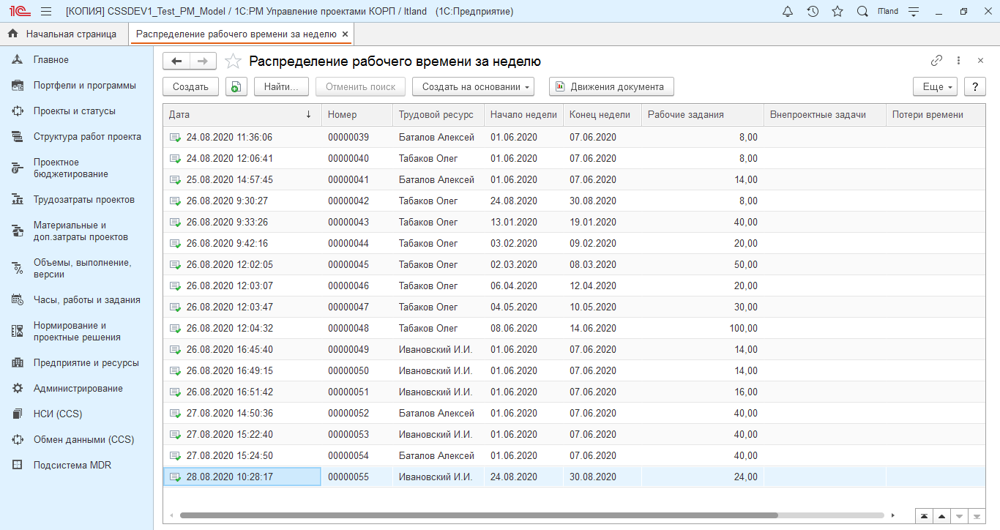 1С [КОПИЯ] CSSDEV1_Test_PM_Model / 1С:РМ Управление проектами КОРП / Itland (1С:Предприятие) ITland
Начальная страница Распределение рабочего времени за неделю ×
Главное
Портфели и программы
Проекты и статусы
Структура работ проекта
Проектное
бюджетирование
Трудозатраты проектов
Материальные и
доп.затраты проектов
Объемы, выполнение,
версии
Часы, работы и задания
Нормирование и
проектные решения
Предприятие и ресурсы
Администрирование
НСИ (CCS)
Обмен данными (CCS)
Подсистема MDR
Распределение рабочего времени за неделю
Создать Найти... Отменить поиск Создать на основании Движения документа Еще ?
Дата ↓ Номер Трудовой ресурс Начало недели Конец недели Рабочие задания Внепроектные задачи Потери времени
24.08.2020 11:36:06 00000039 Баталов Алексей 01.06.2020 07.06.2020 8,00
24.08.2020 12:06:41 00000040 Табаков Олег 01.06.2020 07.06.2020 8,00
25.08.2020 14:57:45 00000041 Баталов Алексей 01.06.2020 07.06.2020 14,00
26.08.2020 9:30:27 00000042 Табаков Олег 24.08.2020 30.08.2020 8,00
26.08.2020 9:33:26 00000043 Табаков Олег 13.01.2020 19.01.2020 40,00
26.08.2020 9:42:16 00000044 Табаков Олег 03.02.2020 09.02.2020 20,00
26.08.2020 12:02:05 00000045 Табаков Олег 02.03.2020 08.03.2020 50,00
26.08.2020 12:03:07 00000046 Табаков Олег 06.04.2020 12.04.2020 20,00
26.08.2020 12:03:47 00000047 Табаков Олег 04.05.2020 10.05.2020 30,00
26.08.2020 12:04:32 00000048 Табаков Олег 08.06.2020 14.06.2020 100,00
26.08.2020 16:45:40 00000049 Ивановский И.И. 01.06.2020 07.06.2020 14,00
26.08.2020 16:49:15 00000050 Ивановский И.И. 01.06.2020 07.06.2020 14,00
26.08.2020 16:51:42 00000051 Ивановский И.И. 01.06.2020 07.06.2020 16,00
27.08.2020 14:50:36 00000052 Баталов Алексей 01.06.2020 07.06.2020 40,00
27.08.2020 15:22:40 00000053 Ивановский И.И. 01.06.2020 07.06.2020 40,00
27.08.2020 15:24:50 00000054 Баталов Алексей 01.06.2020 07.06.2020 40,00
28.08.2020 10:28:17 00000055 Ивановский И.И. 24.08.2020 30.08.2020 24,00